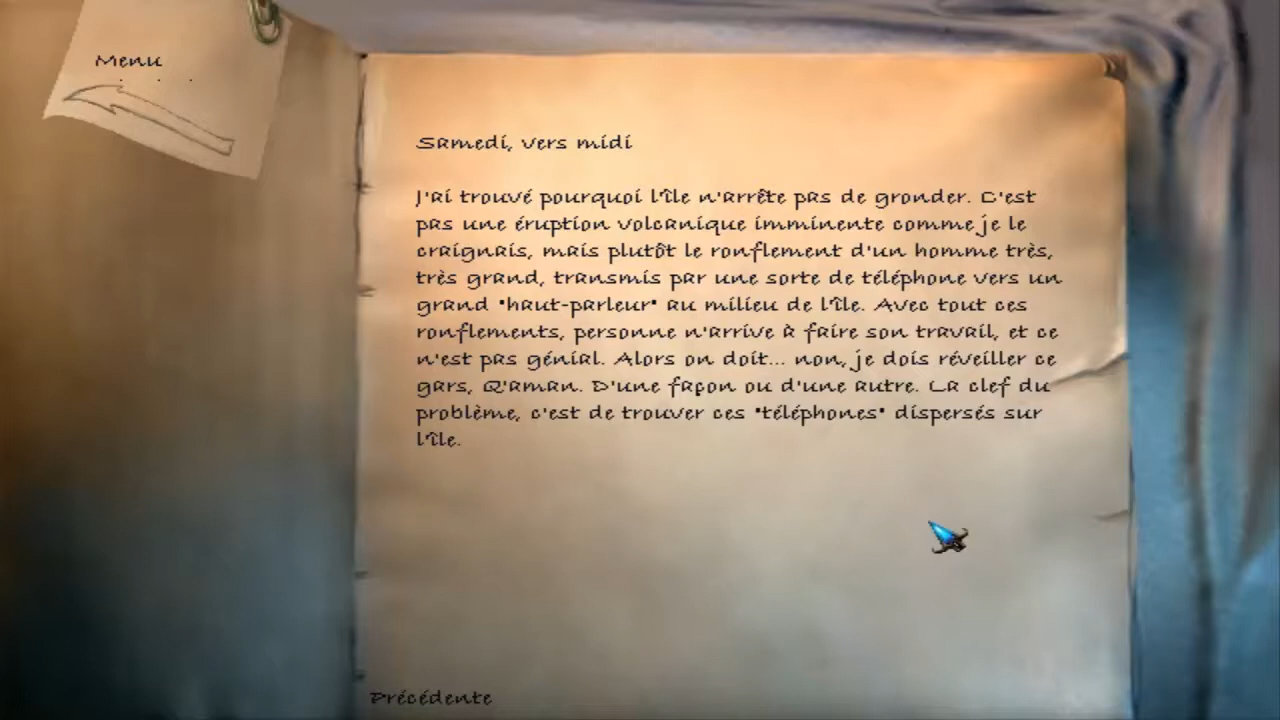 Menu
Samedi, vers midi
J'ai trouvé pourquoi l'île n'arrête pas de gronder. C'est
pas une éruption volcanique imminente comme je le
craignais, mais plutôt le ronflement d'un homme très,
très grand, transmis par une sorte de téléphone vers un
grand "haut-parleur" au milieu de l'île. Avec tout ces
ronflements, personne n'arrive à faire son travail, et ce
n'est pas génial. Alors on doit... non, je dois réveiller ce
gars, Q'aman. D'une façon ou d'une autre. La clef du
problème, c'est de trouver ces "téléphones" dispersés sur
l'île.
Précédente